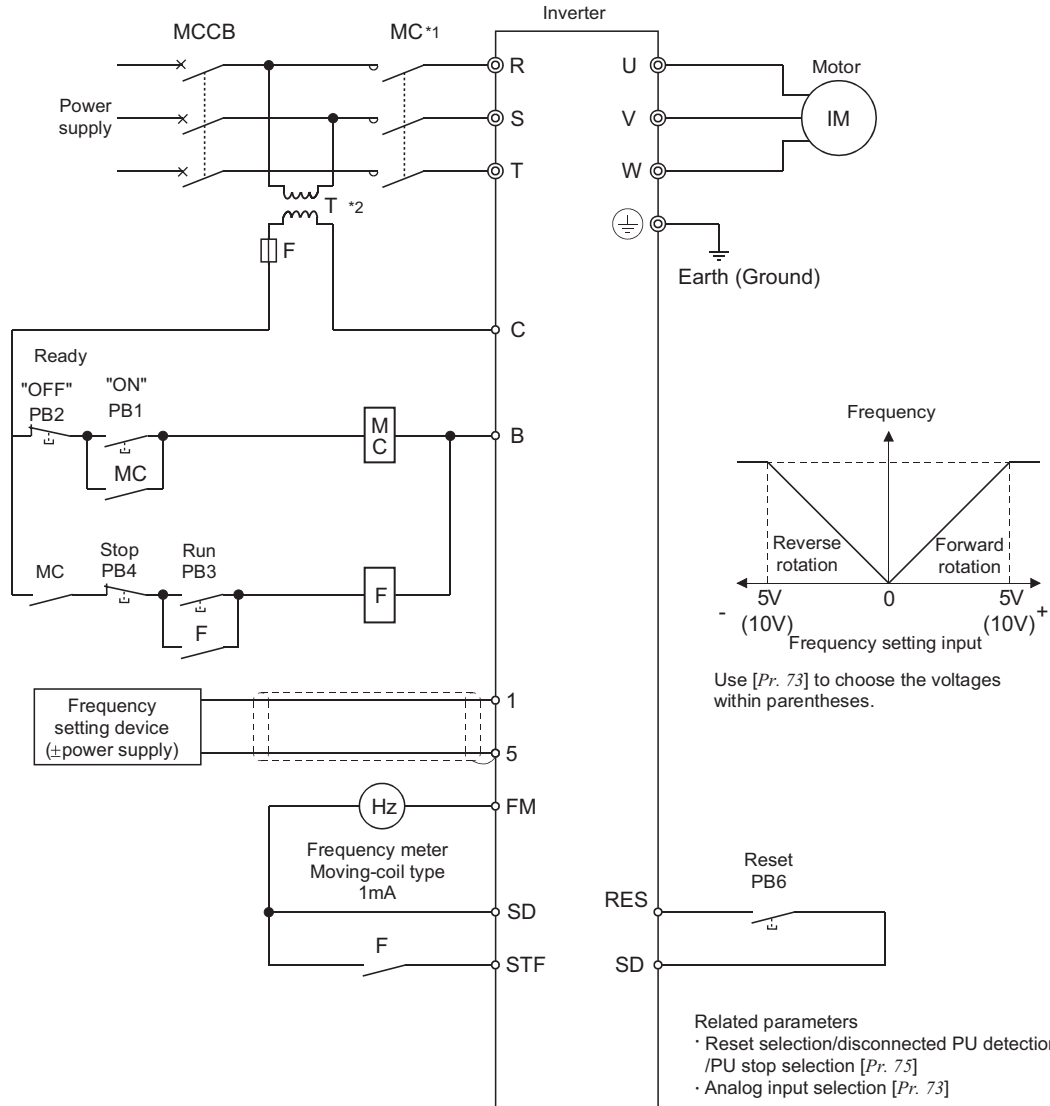 Inverter
MCCB
MC*1
R
U
Motor
Power
supply
S
V
IM
T
W
T *2
F
Earth (Ground)
C
Ready
"OFF"
PB2
"ON"
PB1
M
C
B
MC
Frequency
Reverse
rotation
Forward
rotation
-
5V
(10V)
0
5V
(10V)
+
Frequency setting input
MC
Stop
PB4
Run
PB3
F
F
Use [Pr. 73] to choose the voltages
within parentheses.
Frequency
setting device
(±power supply)
1
5
Hz
FM
Frequency meter
Moving-coil type
1mA
Reset
PB6
RES
SD
F
STF
SD
Related parameters
· Reset selection/disconnected PU detection
/PU stop selection [Pr. 75]
· Analog input selection [Pr. 73]